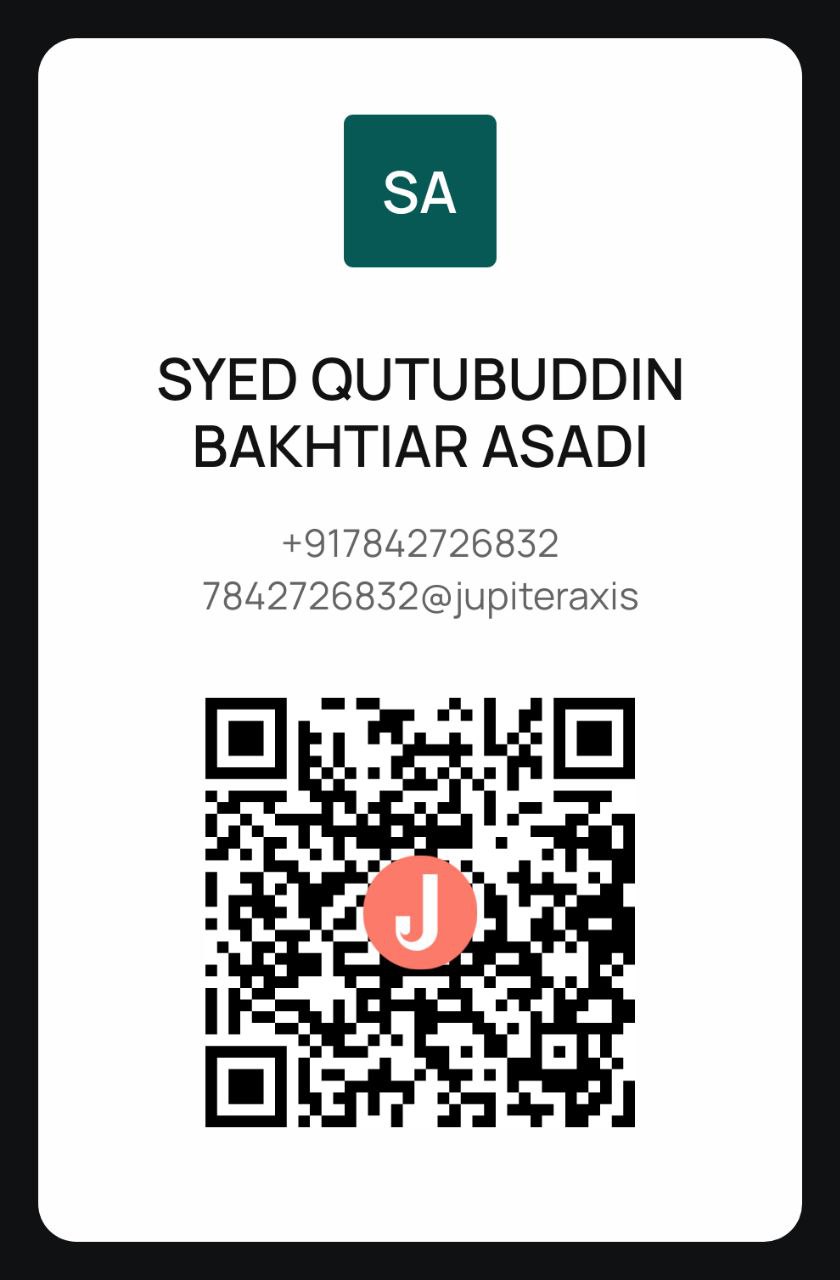 SA
SYED QUTUBUDDIN
BAKHTIAR ASADI
+917842726832
7842726832@jupiteraxis
J